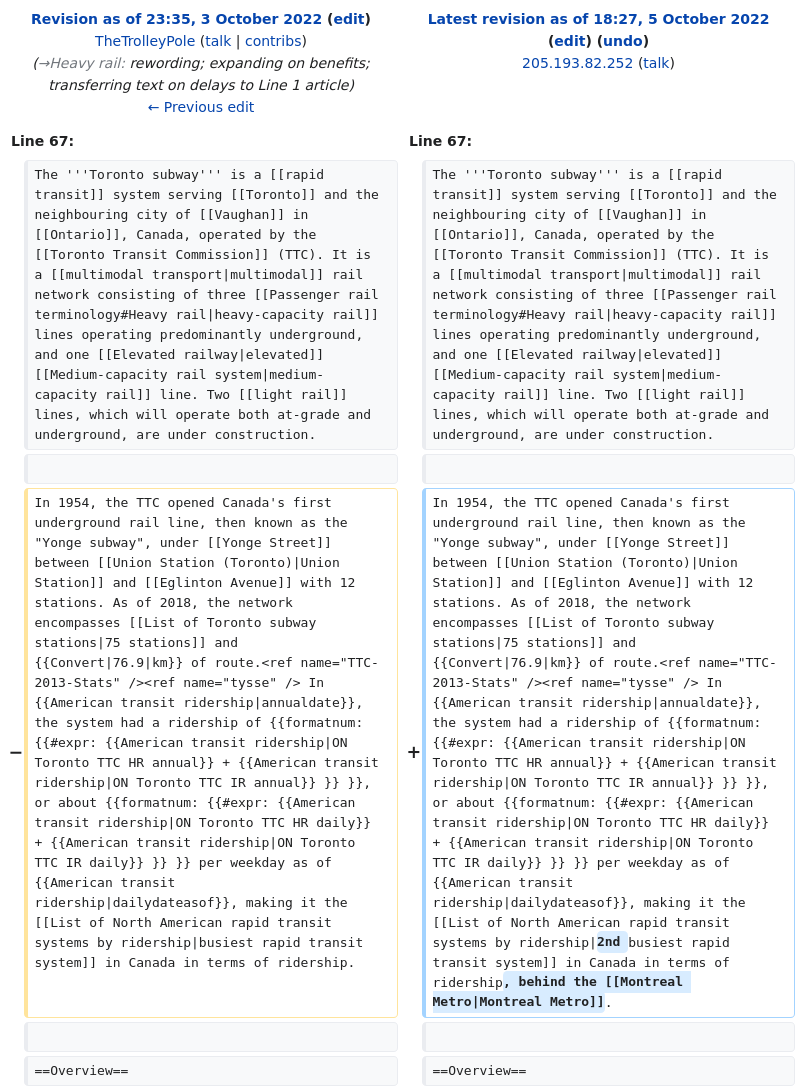 Revision as of 23:35, 3 October 2022 (edit)
TheTrolleyPole (talk | contribs)
(→Heavy rail: rewording; expanding on benefits;
transferring text on delays to Line 1 article)
← Previous edit
Latest revision as of 18:27, 5 October 2022
(edit) (undo)
205.193.82.252 (talk)
Line 67:
The '''Toronto subway''' is a [[rapid
transit]] system serving [[Toronto]] and the
neighbouring city of [[Vaughan]] in
[[Ontario]], Canada, operated by the
[[Toronto Transit Commission]] (TTC). It is
a [[multimodal transport|multimodal]] rail
network consisting of three [[Passenger rail
terminology#Heavy rail|heavy-capacity rail]]
lines operating predominantly underground,
and one [[Elevated railway|elevated]]
[[Medium-capacity rail system|medium-
capacity rail]] line. Two [[light rail]]
lines, which will operate both at-grade and
underground, are under construction.
−
In 1954, the TTC opened Canada's first
underground rail line, then known as the
"Yonge subway", under [[Yonge Street]]
between [[Union Station (Toronto)|Union
Station]] and [[Eglinton Avenue]] with 12
stations. As of 2018, the network
encompasses [[List of Toronto subway
stations|75 stations]] and
{{Convert|76.9|km}} of route.<ref name="TTC-
2013-Stats" /><ref name="tysse" /> In
{{American transit ridership|annualdate}},
the system had a ridership of {{formatnum:
{{#expr: {{American transit ridership|ON
Toronto TTC HR annual}} + {{American transit
ridership|ON Toronto TTC IR annual}} }} }},
or about {{formatnum: {{#expr: {{American
transit ridership|ON Toronto TTC HR daily}}
+ {{American transit ridership|ON Toronto
TTC IR daily}} }} }} per weekday as of
{{American transit
ridership|dailydateasof}}, making it the
[[List of North American rapid transit
systems by ridership|busiest rapid transit
system]] in Canada in terms of ridership.
==Overview==
Line 67:
The '''Toronto subway''' is a [[rapid
transit]] system serving [[Toronto]] and the
neighbouring city of [[Vaughan]] in
[[Ontario]], Canada, operated by the
[[Toronto Transit Commission]] (TTC). It is
a [[multimodal transport|multimodal]] rail
network consisting of three [[Passenger rail
terminology#Heavy rail|heavy-capacity rail]]
lines operating predominantly underground,
and one [[Elevated railway|elevated]]
[[Medium-capacity rail system|medium-
capacity rail]] line. Two [[light rail]]
lines, which will operate both at-grade and
underground, are under construction.
+
In 1954, the TTC opened Canada's first
underground rail line, then known as the
"Yonge subway", under [[Yonge Street]]
between [[Union Station (Toronto)|Union
Station]] and [[Eglinton Avenue]] with 12
stations. As of 2018, the network
encompasses [[List of Toronto subway
stations|75 stations]] and
{{Convert|76.9|km}} of route.<ref name="TTC-
2013-Stats" /><ref name="tysse" /> In
{{American transit ridership|annualdate}},
the system had a ridership of {{formatnum:
{{#expr: {{American transit ridership|ON
Toronto TTC HR annual}} + {{American transit
ridership|ON Toronto TTC IR annual}} }} }},
or about {{formatnum: {{#expr: {{American
transit ridership|ON Toronto TTC HR daily}}
+ {{American transit ridership|ON Toronto
TTC IR daily}} }} }} per weekday as of
{{American transit
ridership|dailydateasof}}, making it the
[[List of North American rapid transit
systems by ridership|2nd busiest rapid
transit system]] in Canada in terms of
ridership, behind the [[Montreal
Metro|Montreal Metro]].
==Overview==